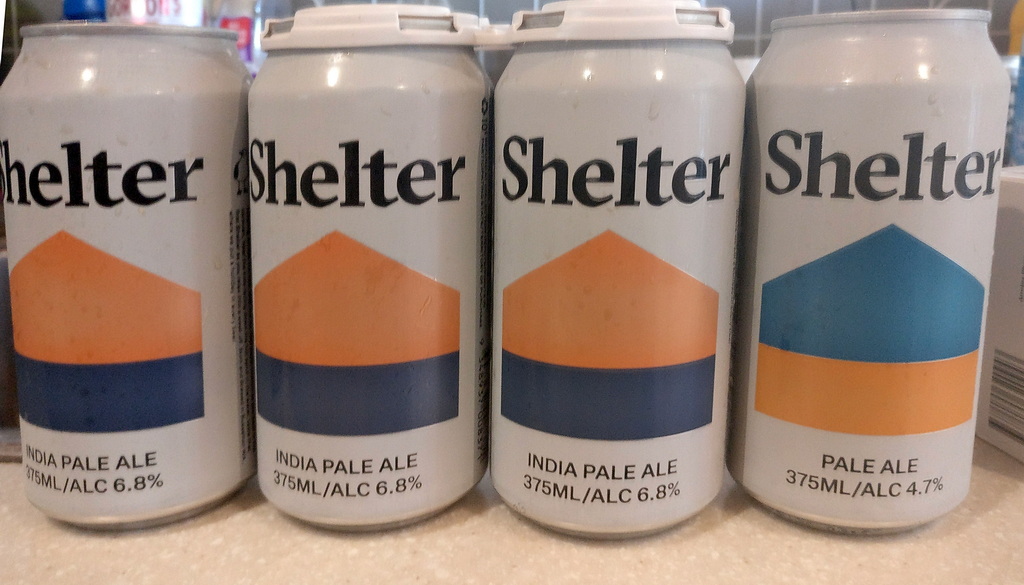 Shelter
INDIA PALE ALE
375ML/ALC 6.8%
Shelter
INDIA PALE ALE
375ML/ALC 6.8%
Shelter
INDIA PALE ALE
375ML/ALC 6.8%
Shelter
PALE ALE
375ML/ALC 4.7%